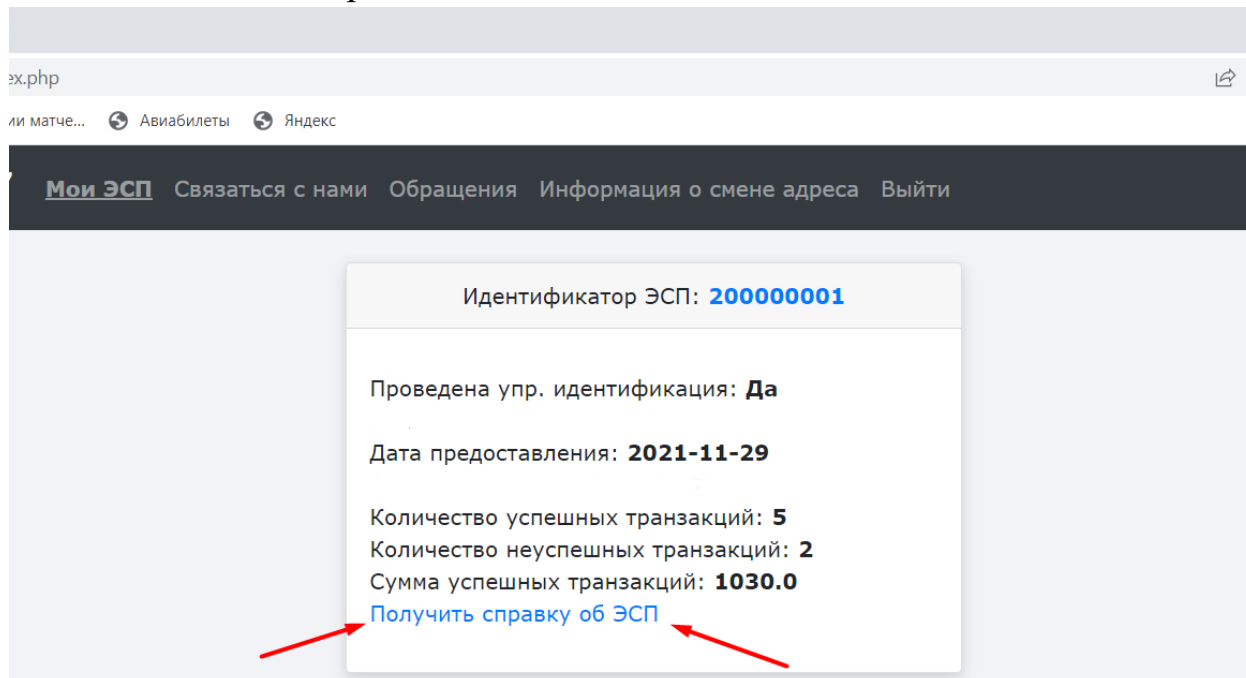 ex.php
ии матче... Авиабилеты Яндекс
Мои ЭСП Связаться с нами Обращения Информация о смене адреса Выйти
Идентификатор ЭСП: 200000001
Проведена упр. идентификация: Да
Дата предоставления: 2021-11-29
Количество успешных транзакций: 5
Количество неуспешных транзакций: 2
Сумма успешных транзакций: 1030.0
Получить справку об ЭСП